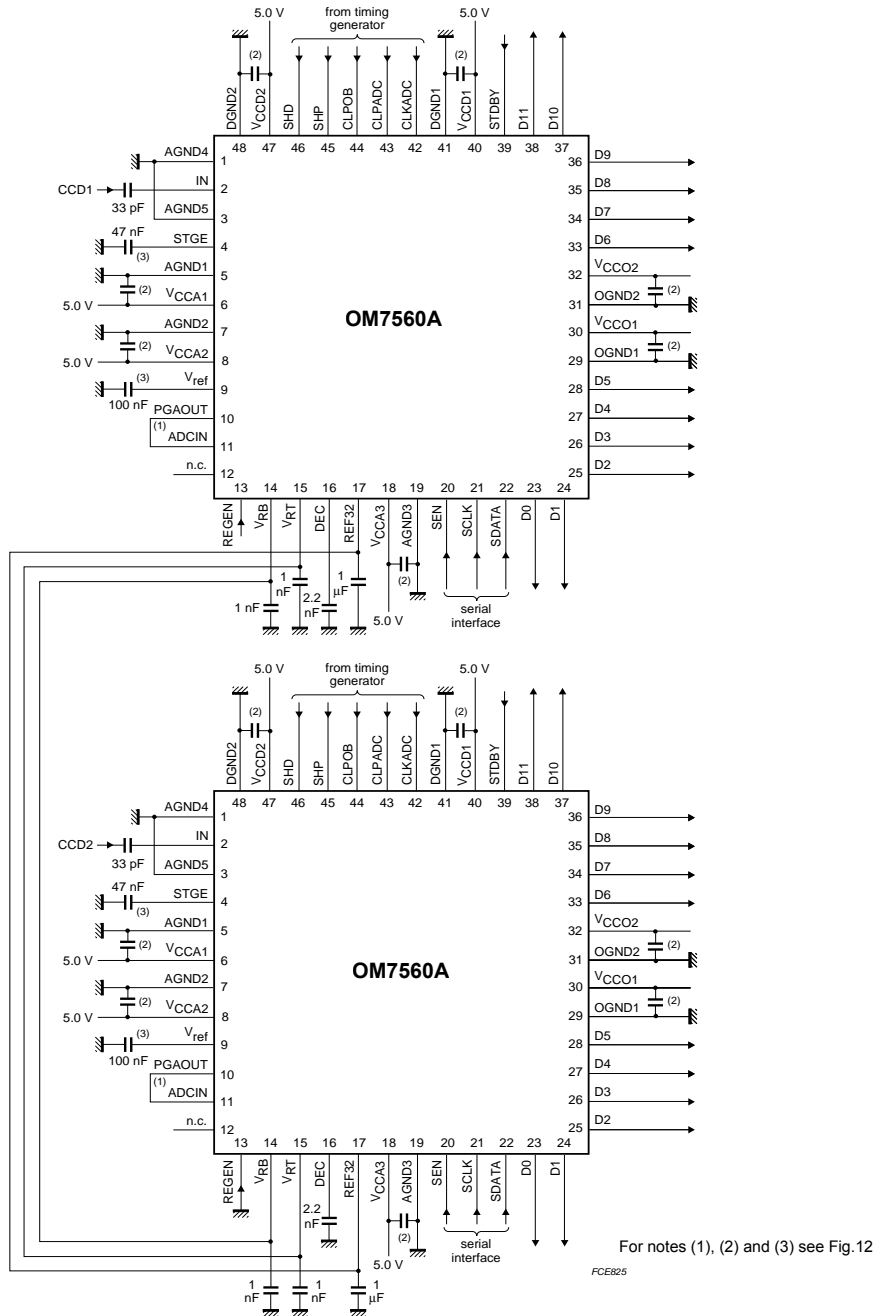 5.0 V
from timing generator
5.0 V
(2)
(2)
DGND2
VCCD2
SHD
SHP
CLPOB
CLPADC
CLKADC
DGND1
VCCD1
STDBY
D11
D10
48 47 46 45 44 43 42 41 40 39 38 37
AGND4
1
36
D9
CCD1
IN
2
35
D8
33 pF
AGND5
3
34
D7
47 nF
STGE
4
33
D6
(3)
AGND1
5
32
VCCO2
(2)
(2)
5.0 V
VCCA1
6
31
OGND2
OM7560A
AGND2
7
30
VCCO1
(2)
(2)
5.0 V
VCCA2
8
29
OGND1
(3)
Vref
9
28
D5
100 nF
PGAOUT
10
27
D4
(1)
ADCIN
11
26
D3
n.c.
12
25
D2
13 14 15 16 17 18 19 20 21 22 23 24
REGEN
VRB
VRT
DEC
REF32
VCCA3
AGND3
SEN
SCLK
SDATA
D0
D1
1 nF
1 nF
2.2 nF
1 μF
(2)
5.0 V
serial interface
5.0 V
from timing generator
5.0 V
(2)
(2)
DGND2
VCCD2
SHD
SHP
CLPOB
CLPADC
CLKADC
DGND1
VCCD1
STDBY
D11
D10
48 47 46 45 44 43 42 41 40 39 38 37
AGND4
1
36
D9
CCD2
IN
2
35
D8
33 pF
AGND5
3
34
D7
47 nF
STGE
4
33
D6
(3)
AGND1
5
32
VCCO2
(2)
(2)
5.0 V
VCCA1
6
31
OGND2
OM7560A
AGND2
7
30
VCCO1
(2)
(2)
5.0 V
VCCA2
8
29
OGND1
(3)
Vref
9
28
D5
100 nF
PGAOUT
10
27
D4
(1)
ADCIN
11
26
D3
n.c.
12
25
D2
13 14 15 16 17 18 19 20 21 22 23 24
REGEN
VRB
VRT
DEC
REF32
VCCA3
AGND3
SEN
SCLK
SDATA
D0
D1
2.2 nF
(2)
5.0 V
serial interface
1 nF
1 nF
1 μF
For notes (1), (2) and (3) see Fig.12
FCE825